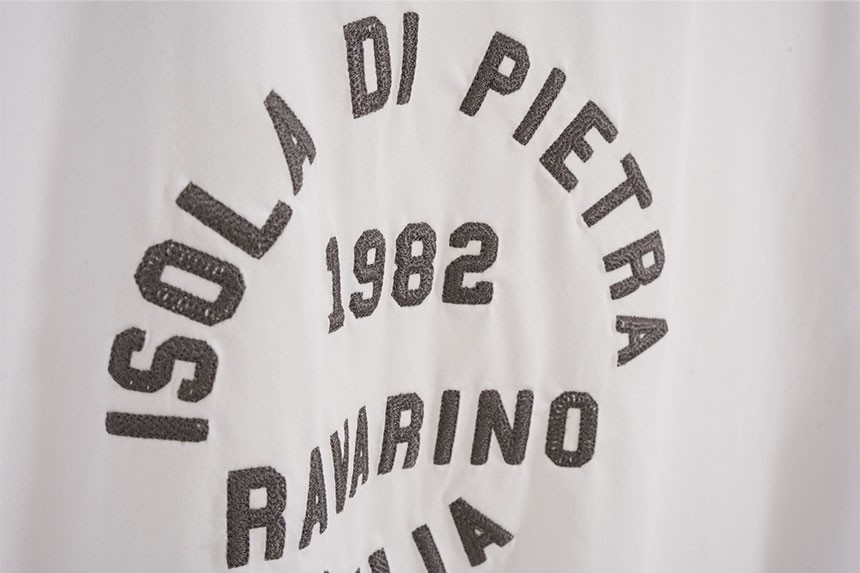 ISOLA DI PIETRA
1982
RAVARINO